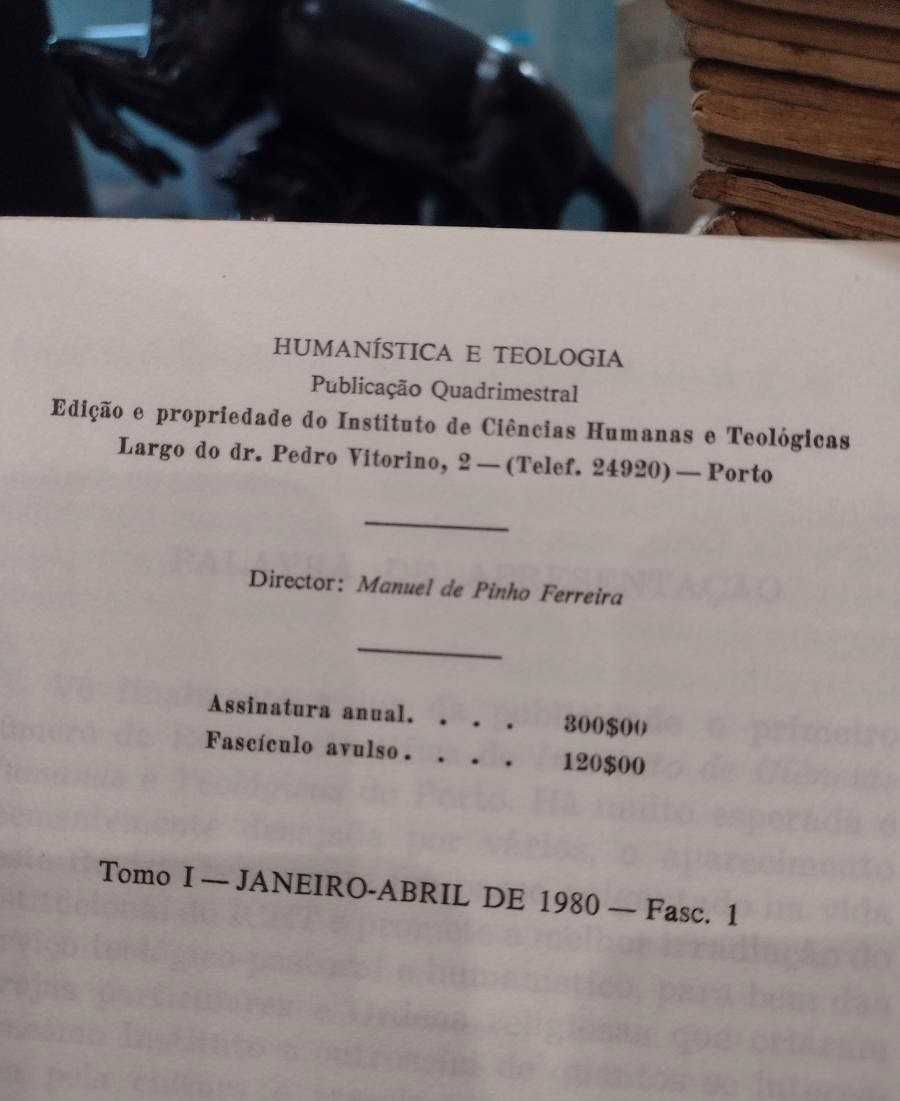 HUMANÍSTICA E TEOLOGIA
Publicação Quadrimestral
Edição e propriedade do Instituto de Ciências Humanas e Teológicas
Largo do dr. Pedro Vitorino, 2 — (Telef. 24920) — Porto
Director: Manuel de Pinho Ferreira
Assinatura anual. . . . 300$00
Fascículo avulso. . . . 120$00
Tomo I — JANEIRO-ABRIL DE 1980 — Fasc. 1